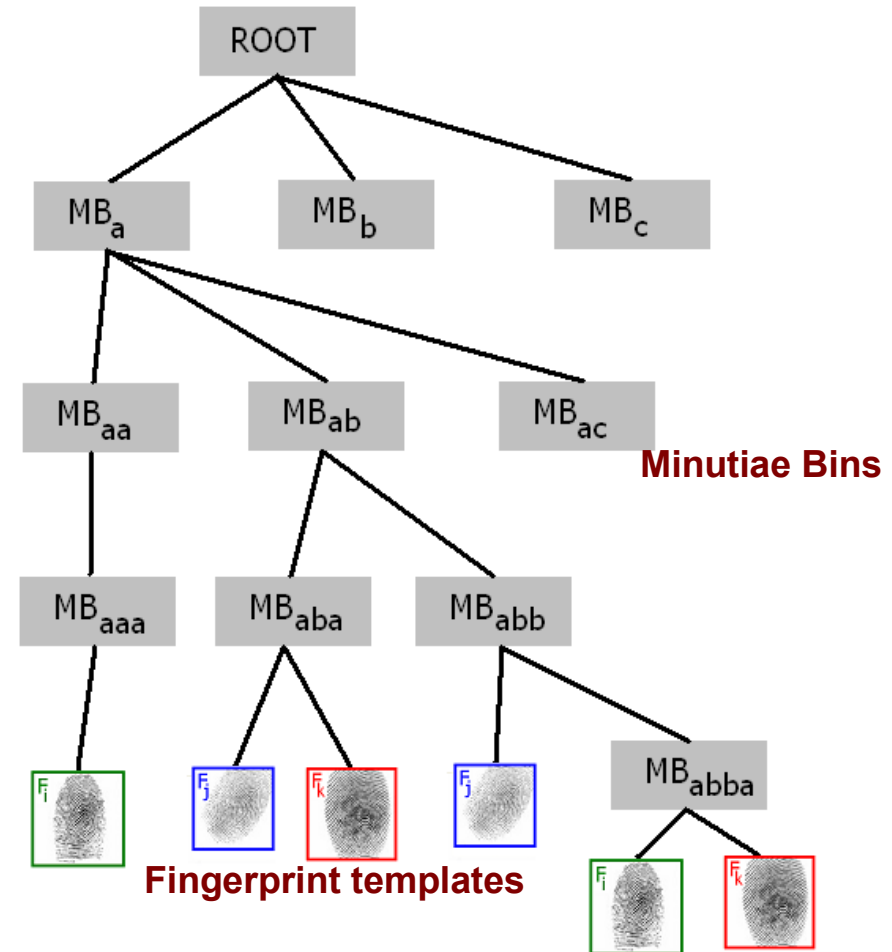 ROOT
MBa MBb MBc
MBaa MBab MBac
Minutiae Bins
MBaaa MBaba MBabb
Fi Fj Fk Fj MBabba
Fingerprint templates
Fi Fk